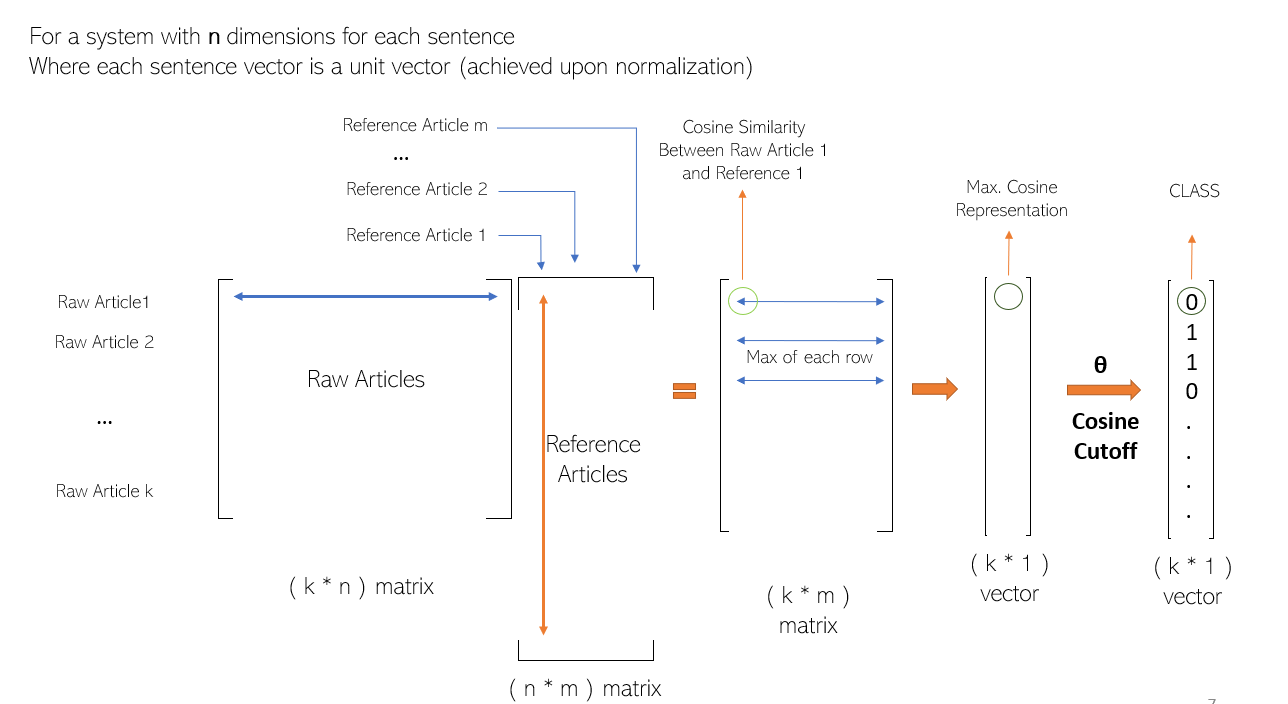 For a system with n dimensions for each sentence
Where each sentence vector is a unit vector (achieved upon normalization)
Reference Article m
...
Reference Article 2
Reference Article 1
Cosine Similarity
Between Raw Article 1
and Reference 1
Max. Cosine
Representation
CLASS
Raw Article1
Raw Article 2
...
Raw Article k
Raw Articles
Reference
Articles
=
Max of each row
θ
Cosine
Cutoff
0
1
1
0
.
.
.
.
( k * n ) matrix
( n * m ) matrix
( k * m )
matrix
( k * 1 )
vector
( k * 1 )
vector